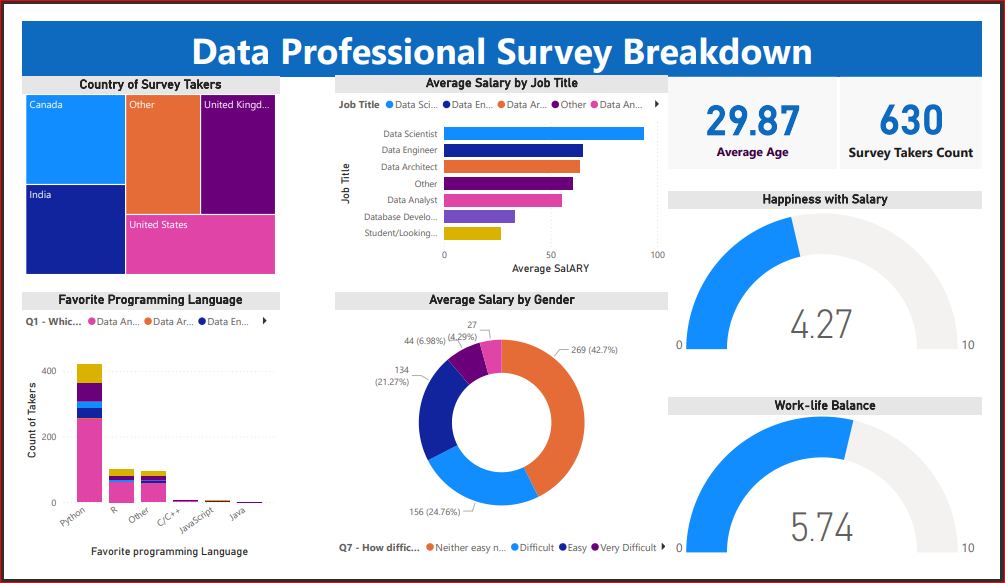 Data Professional Survey Breakdown
Country of Survey Takers
Canada
Other
United Kingd...
India
United States
Average Salary by Job Title
Job Title Data Sci... Data En... Data Ar... Other Data An...
Job Title
Data Scientist
Data Engineer
Data Architect
Other
Data Analyst
Database Develo...
Student/Looking...
0 50 100
Average SalARY
29.87
Average Age
630
Survey Takers Count
Happiness with Salary
4.27
0 10
Favorite Programming Language
Q1 - Whic... Data An... Data Ar... Data En...
Count of Takers
400
200
0
Python R Other C/C++ JavaScript Java
Favorite programming Language
Average Salary by Gender
27
(4.29%)
44 (6.98%)
269 (42.7%)
134
(21.27%)
156 (24.76%)
Q7 - How diffic... Neither easy n... Difficult Easy Very Difficult
Work-life Balance
5.74
0 10